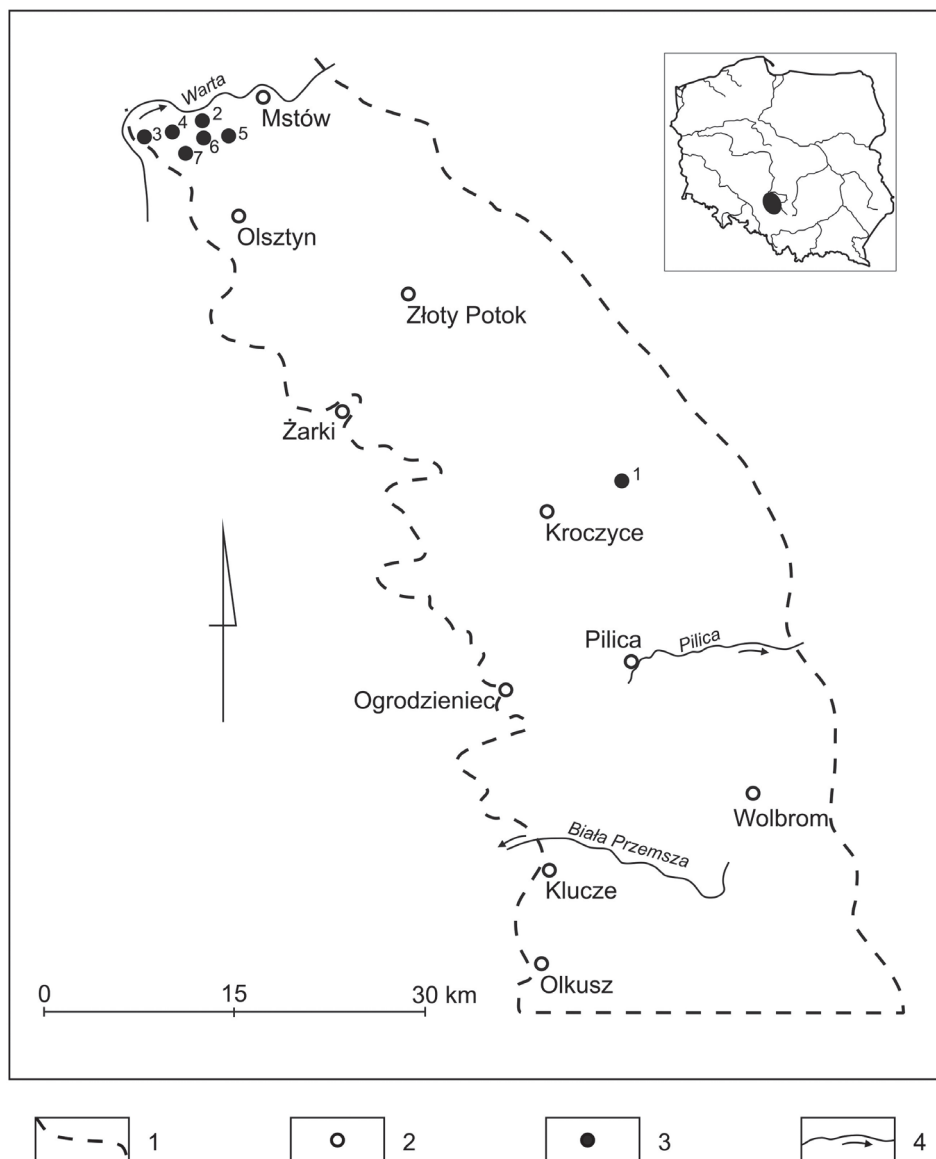 Warta
Mstów
2
4
3
6
5
7
Olsztyn
Złoty Potok
Żarki
1
Kroczyce
Pilica
Pilica
Ogrodzieniec
Wolbrom
Biała Przemsza
Klucze
Olkusz
0 15 30 km
1 2 3 4